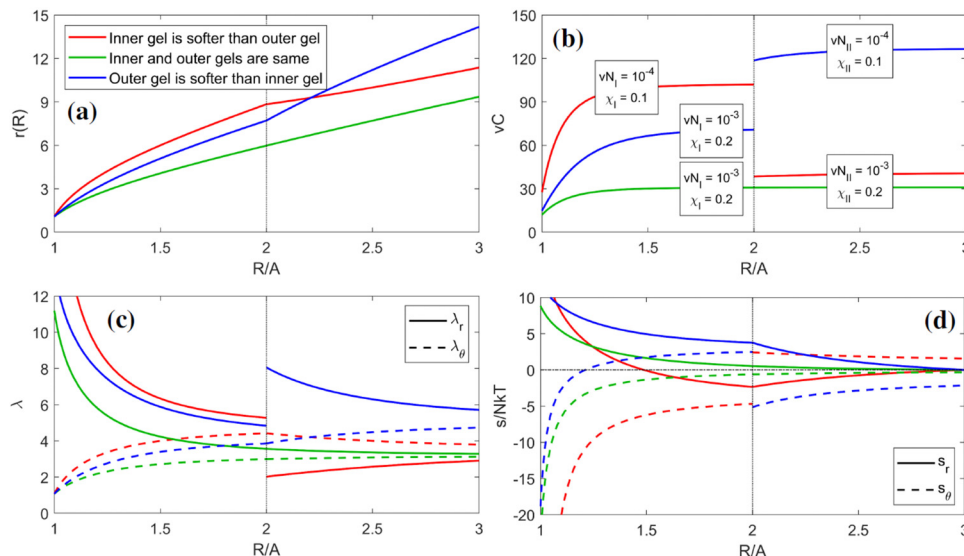 15
12
9
6
3
0
r(R)
Inner gel is softer than outer gel
Inner and outer gels are same
Outer gel is softer than inner gel
(a)
1 1.5 2 2.5 3
R/A
150
120
90
60
30
0
vC
(b)
vN_I = 10^-4
χ_I = 0.1
vN_II = 10^-4
χ_II = 0.1
vN_I = 10^-3
χ_I = 0.2
vN_I = 10^-3
χ_I = 0.2
vN_II = 10^-3
χ_II = 0.2
1 1.5 2 2.5 3
R/A
12
10
8
6
4
2
0
λ
(c)
λ_r
λ_θ
1 1.5 2 2.5 3
R/A
10
5
0
-5
-10
-15
-20
s/NkT
(d)
s_r
s_θ
1 1.5 2 2.5 3
R/A